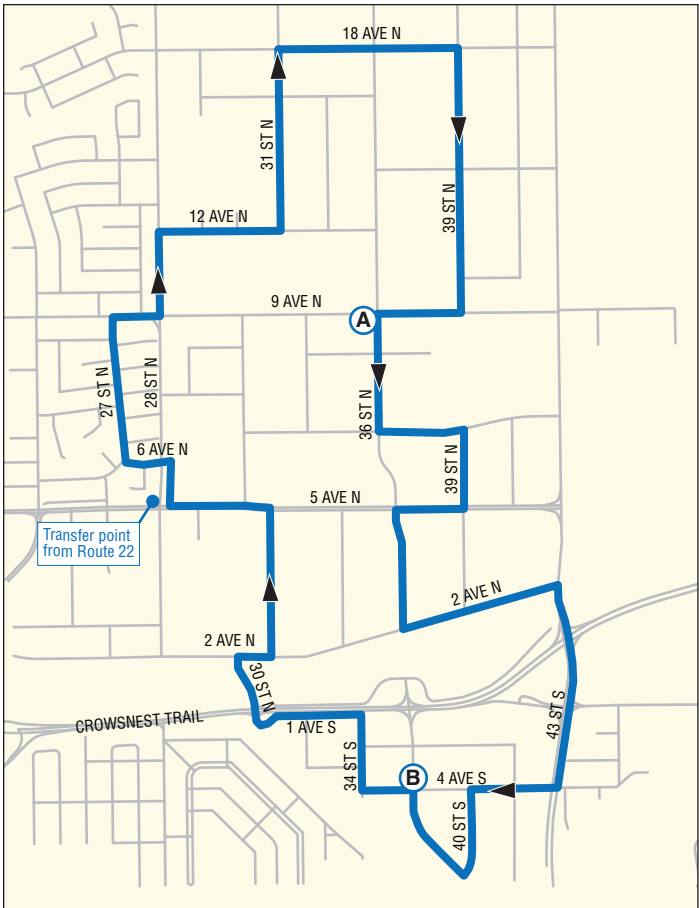 18 AVE N
31 ST N
39 ST N
12 AVE N
9 AVE N
A
27 ST N
28 ST N
36 ST N
6 AVE N
39 ST N
5 AVE N
Transfer point
from Route 22
2 AVE N
2 AVE N
30 ST N
CROWSNEST TRAIL
1 AVE S
43 ST S
34 ST S
B
4 AVE S
40 ST S